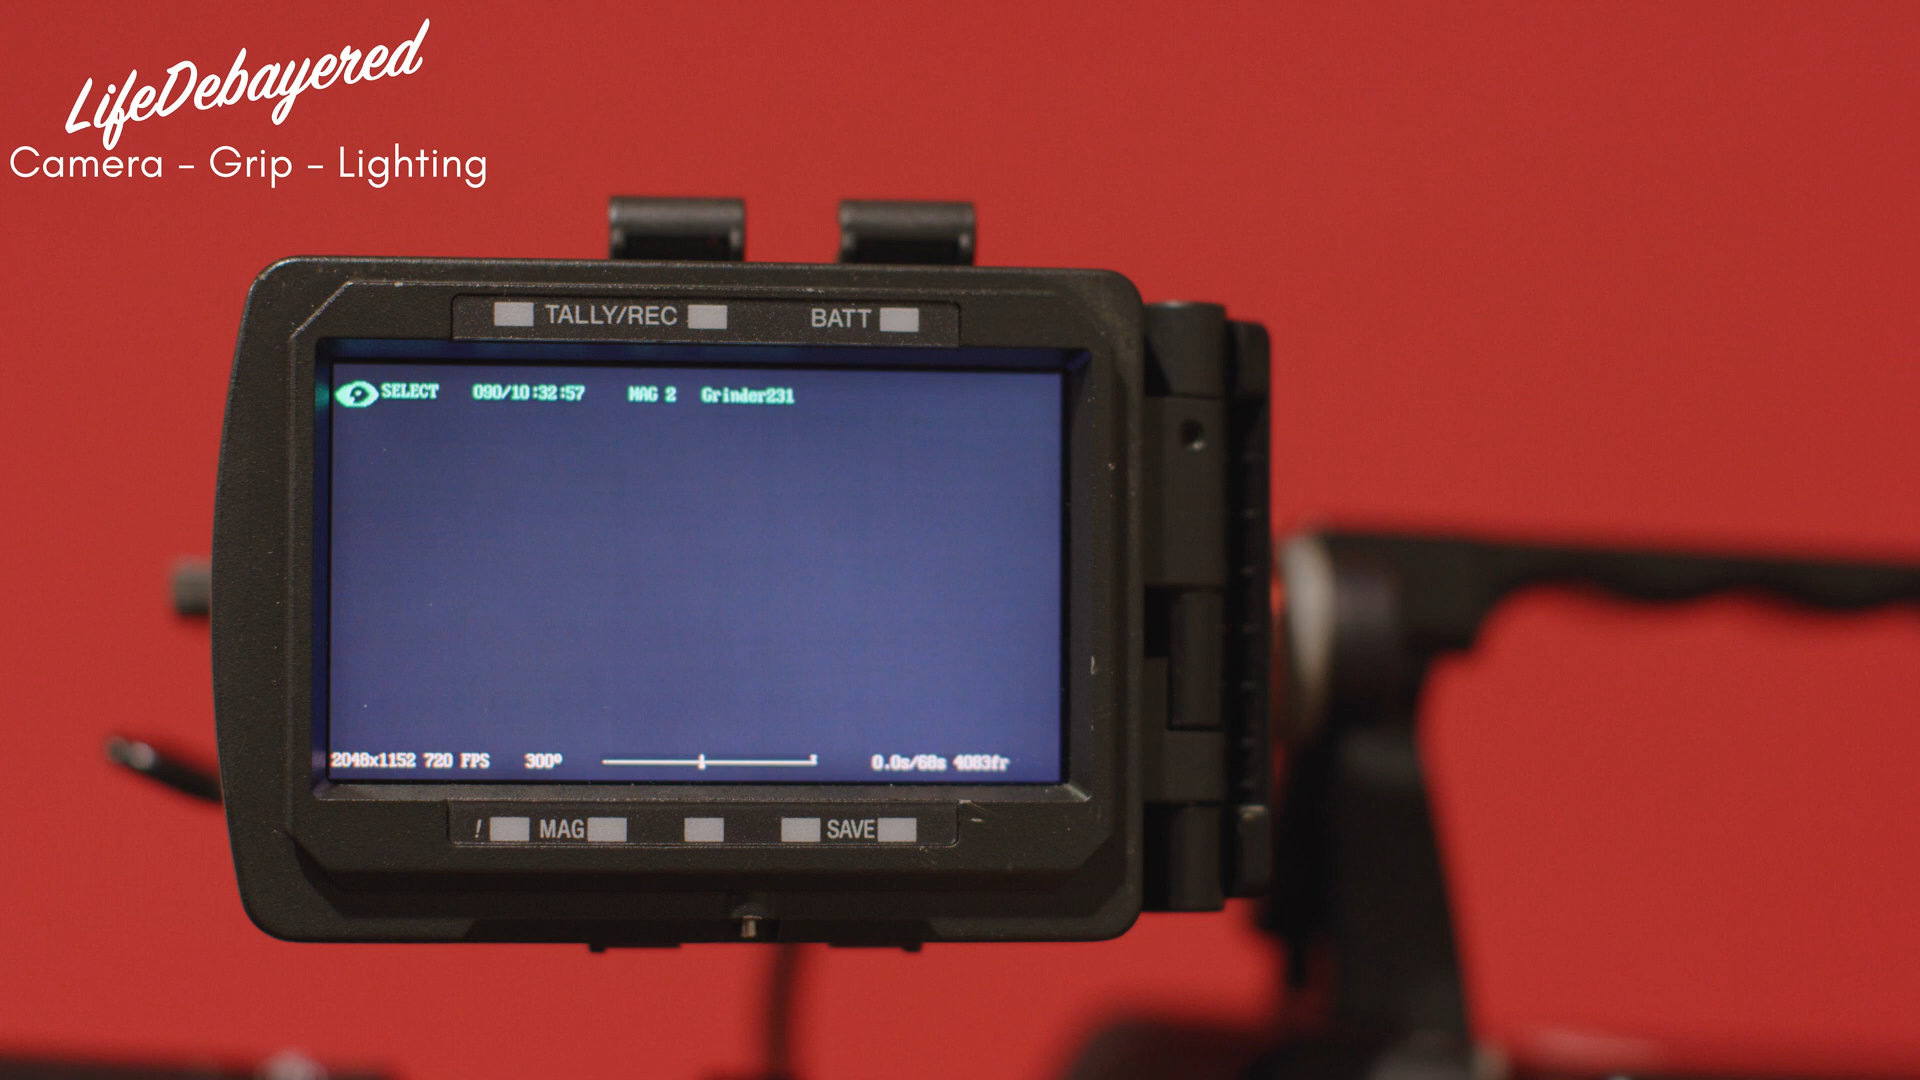 LifeDebayered
Camera - Grip - Lighting
TALLY/REC BATT
SELECT 090/10:32:57 MAG 2 Grinder231
2048x1152 720 FPS 300º 0.0s/68s 4083fr
! MAG SAVE